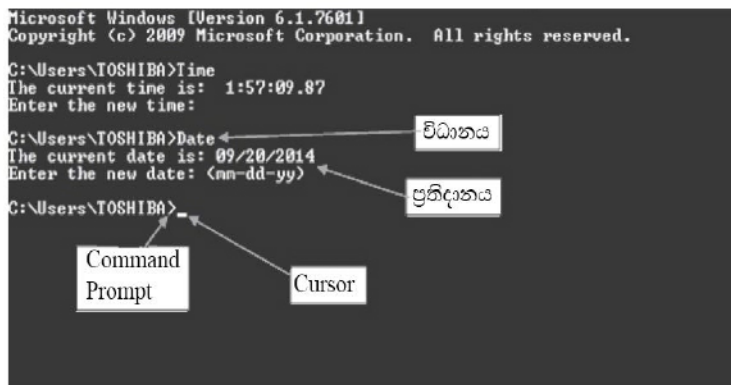 Microsoft Windows [Version 6.1.7601]
Copyright (c) 2009 Microsoft Corporation.  All rights reserved.
C:\Users\TOSHIBA>Time
The current time is:  1:57:09.87
Enter the new time:
C:\Users\TOSHIBA>Date
විධානය
The current date is: 09/20/2014
Enter the new date: (mm-dd-yy)
ප්‍රතිදානය
C:\Users\TOSHIBA>_
Command
Prompt
Cursor